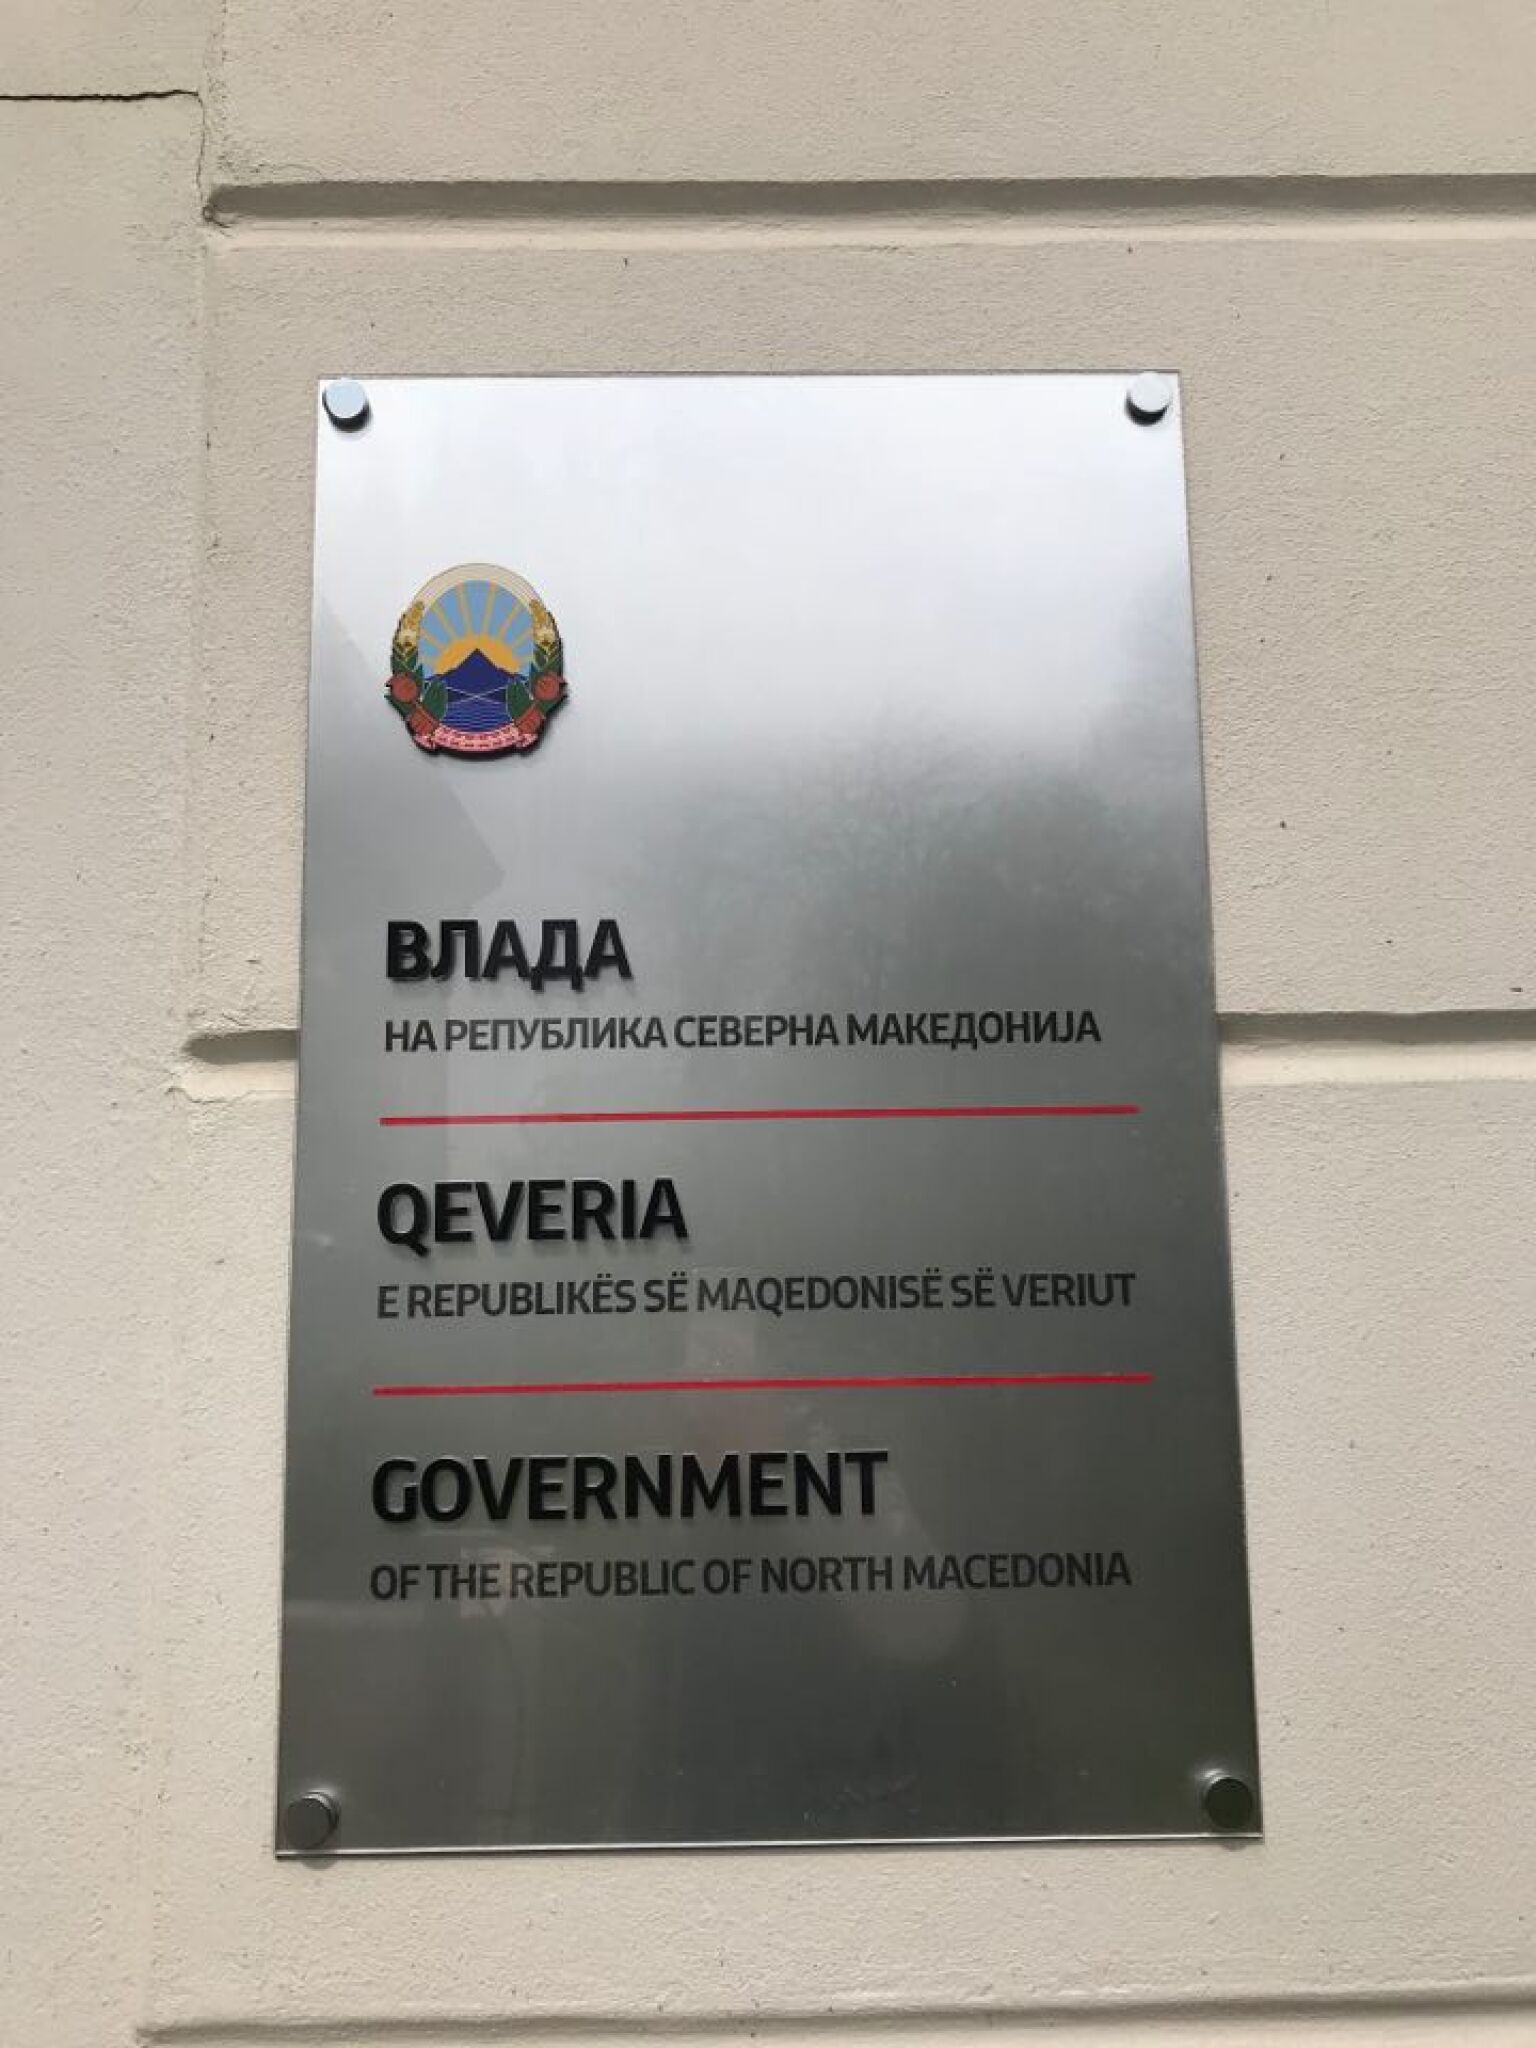 ВЛАДА
НА РЕПУБЛИКА СЕВЕРНА МАКЕДОНИЈА
QEVERIA
E REPUBLIKËS SË MAQEDONISË SË VERIUT
GOVERNMENT
OF THE REPUBLIC OF NORTH MACEDONIA